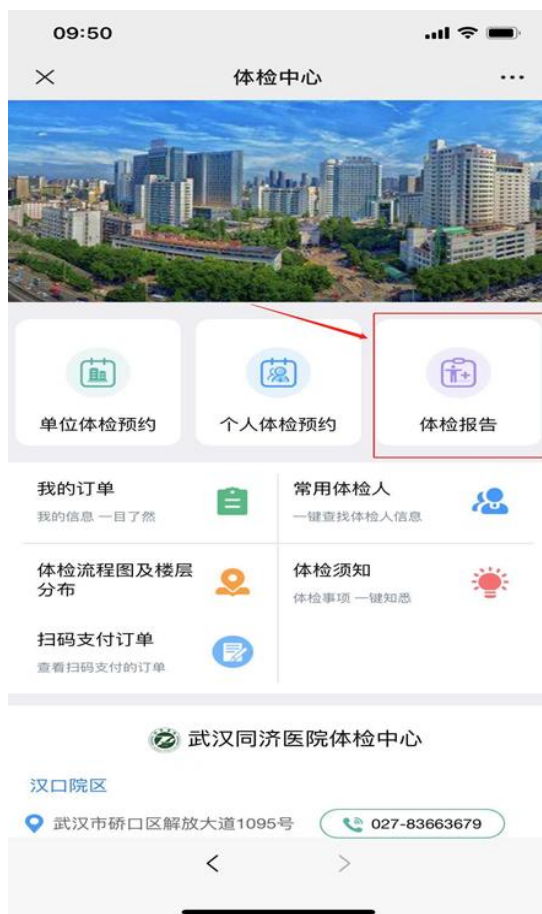 09:50
体检中心
单位体检预约
个人体检预约
体检报告
我的订单
我的信息 一目了然
常用体检人
一键查找体检人信息
体检流程图及楼层
分布
体检须知
体检事项 一键知悉
扫码支付订单
查看扫码支付的订单
武汉同济医院体检中心
汉口院区
武汉市硚口区解放大道1095号
027-83663679